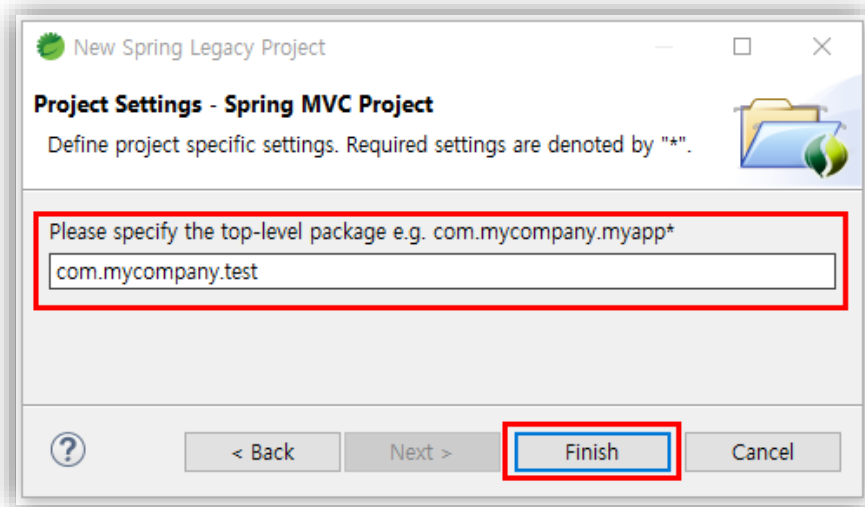 New Spring Legacy Project
Project Settings - Spring MVC Project
Define project specific settings. Required settings are denoted by "*".
Please specify the top-level package e.g. com.mycompany.myapp*
com.mycompany.test
?
< Back
Next >
Finish
Cancel